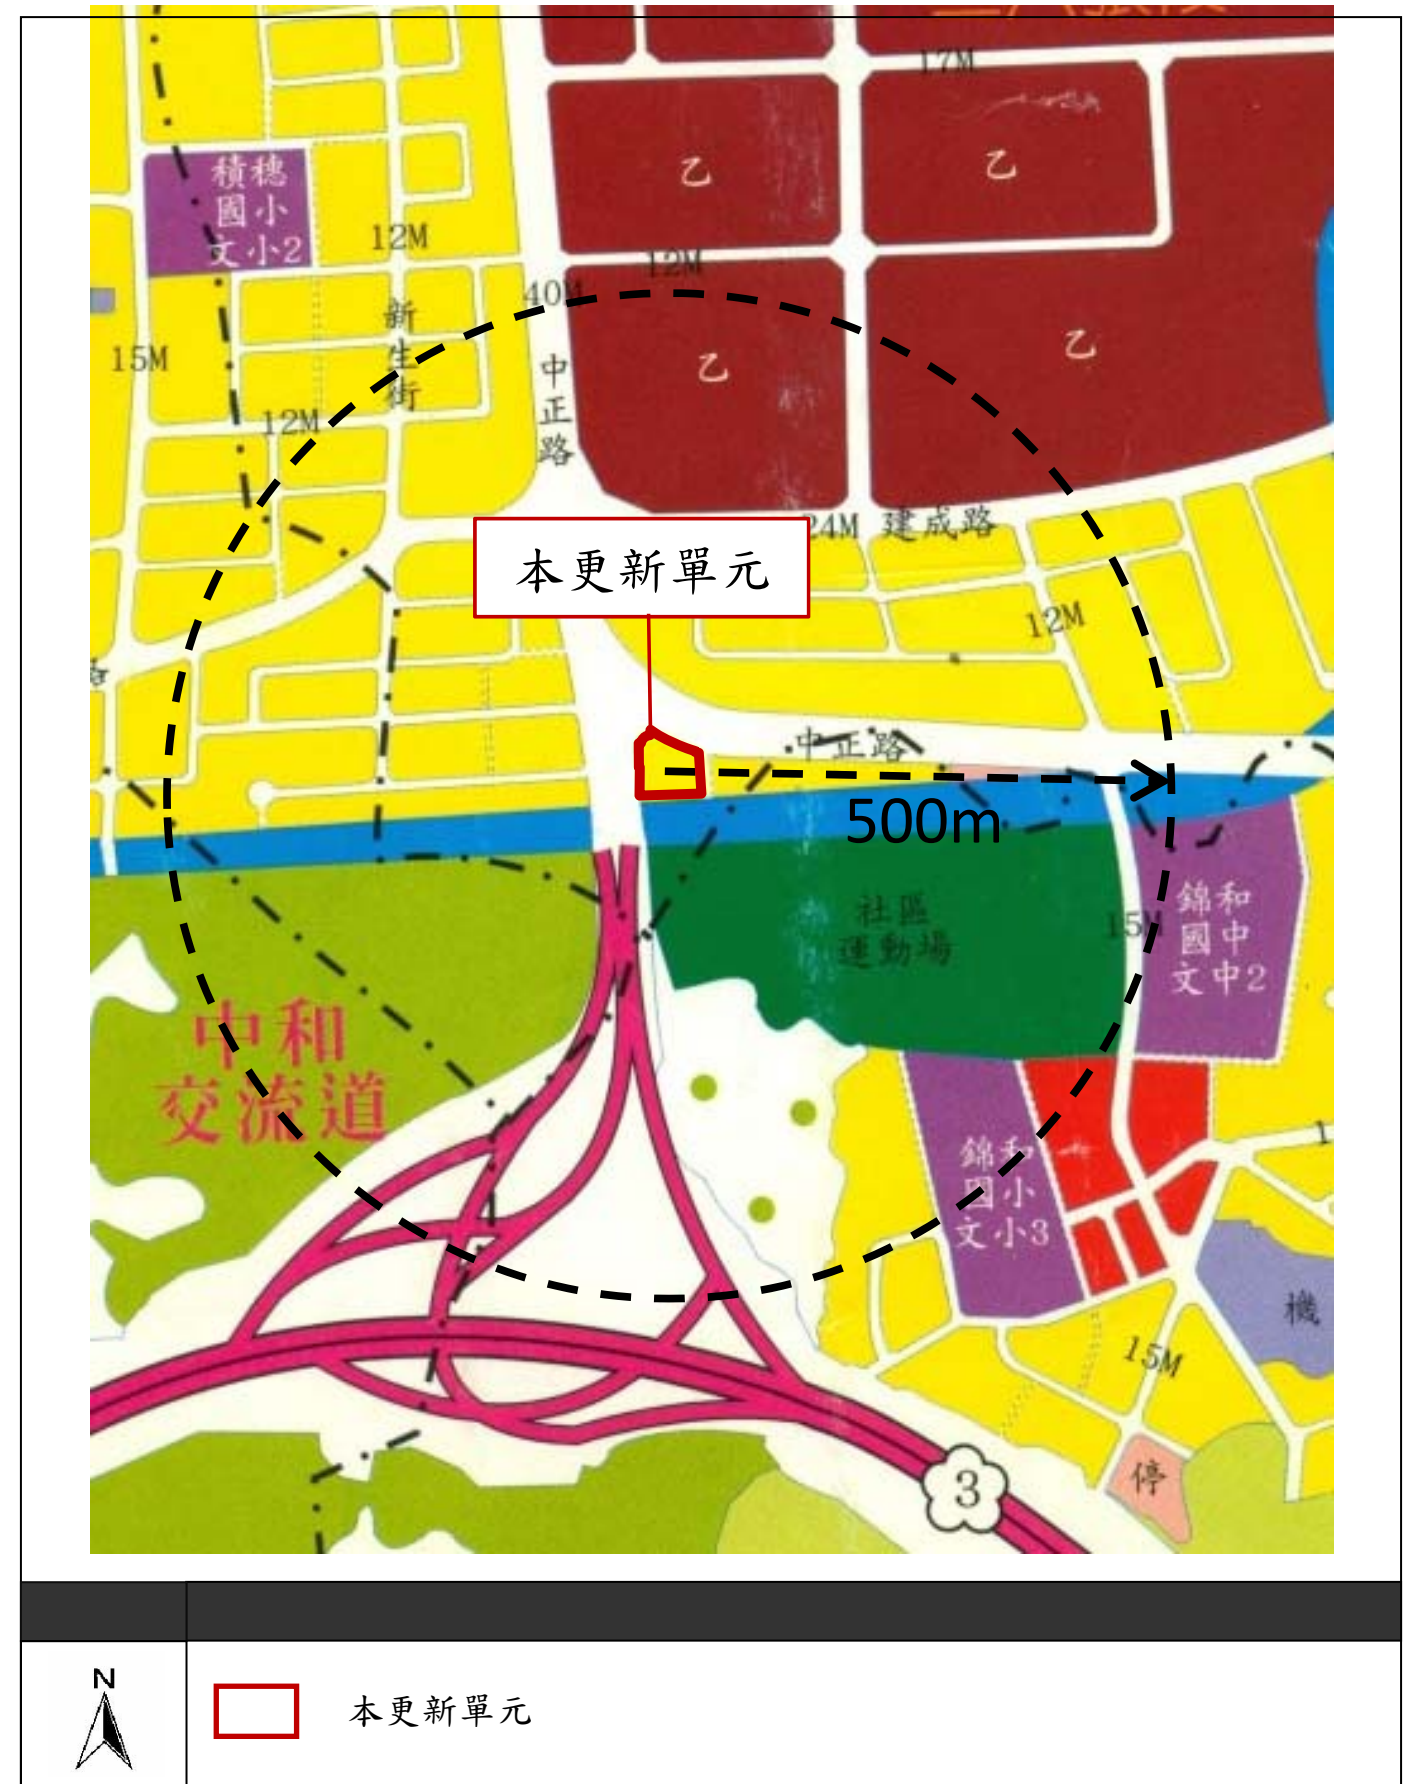 17M
乙
乙
積穗
國小
文小2
12M
12M
40M
新生街
15M
中正路
乙
乙
12M
24M 建成路
本更新單元
12M
中正路
500m
社區
運動場
15M
錦和
國中
文中2
中和
交流道
錦和
國小
文小3
機
15M
停
3
N
本更新單元